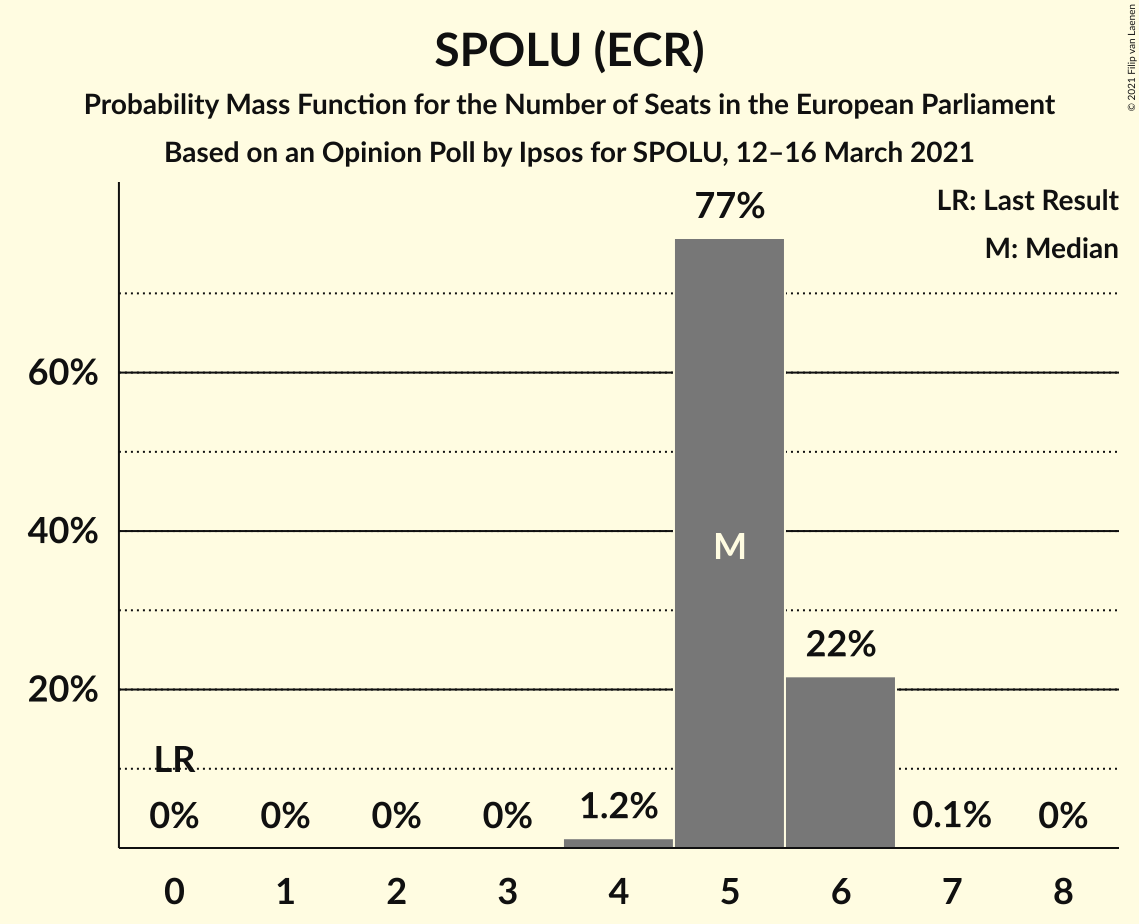 SPOLU (ECR)
Probability Mass Function for the Number of Seats in the European Parliament
Based on an Opinion Poll by Ipsos for SPOLU, 12–16 March 2021
© 2021 Filip van Laenen
LR: Last Result
M: Median
77%
60%
40%
M
22%
20%
LR
0% 0% 0% 0% 1.2% 0.1% 0%
0 1 2 3 4 5 6 7 8